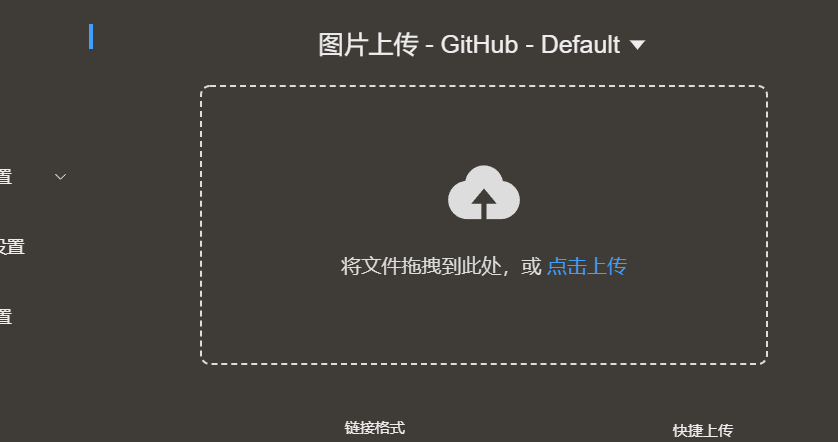 图片上传 - GitHub - Default
置
设置
将文件拖拽到此处，或 点击上传
置
链接格式
快捷上传